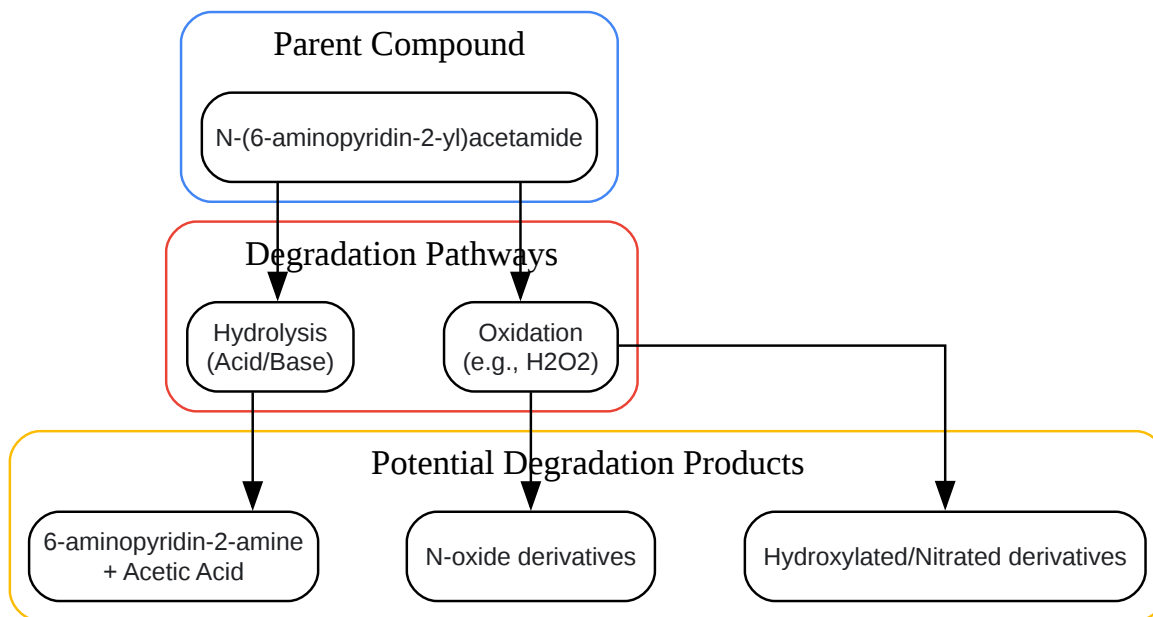 Parent Compound
N-(6-aminopyridin-2-yl)acetamide
Degradation Pathways
Hydrolysis
(Acid/Base)
Oxidation
(e.g., H2O2)
Potential Degradation Products
6-aminopyridin-2-amine
+ Acetic Acid
N-oxide derivatives
Hydroxylated/Nitrated derivatives